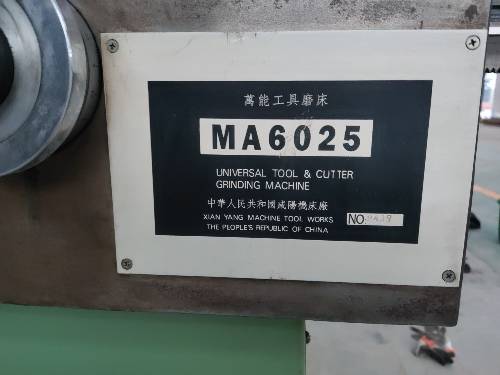 萬能工具磨床
MA6025
UNIVERSAL TOOL & CUTTER
GRINDING MACHINE
中華人民共和國咸陽機床廠
XIAN YANG MACHINE TOOL WORKS
THE PEOPLE'S REPUBLIC OF CHINA
NO